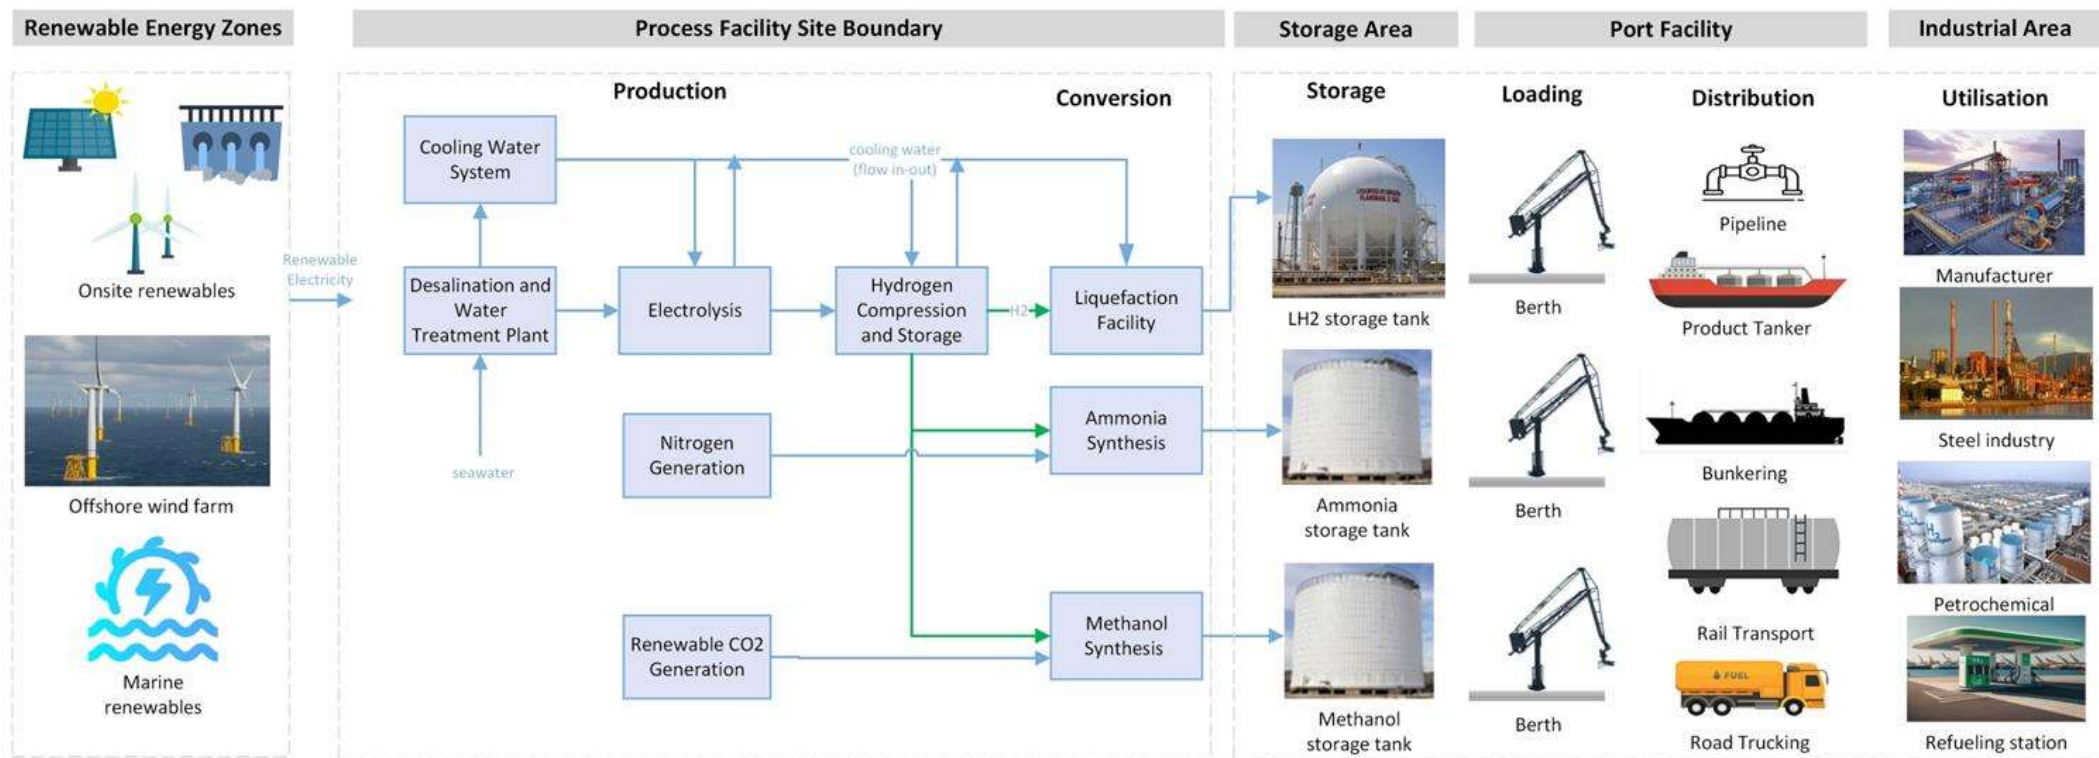 Renewable Energy Zones
Process Facility Site Boundary
Storage Area
Port Facility
Industrial Area
Production
Conversion
Storage
Loading
Distribution
Utilisation
Onsite renewables
Offshore wind farm
Marine
renewables
Renewable
Electricity
Cooling Water
System
cooling water
(flow in-out)
Desalination and
Water
Treatment Plant
Electrolysis
Hydrogen
Compression
and Storage
H2
Liquefaction
Facility
seawater
Nitrogen
Generation
Ammonia
Synthesis
Renewable CO2
Generation
Methanol
Synthesis
LH2 storage tank
Ammonia
storage tank
Methanol
storage tank
Berth
Berth
Berth
Pipeline
Product Tanker
Bunkering
Rail Transport
FUEL
Road Trucking
Manufacturer
Steel industry
H2
Petrochemical
Refueling station